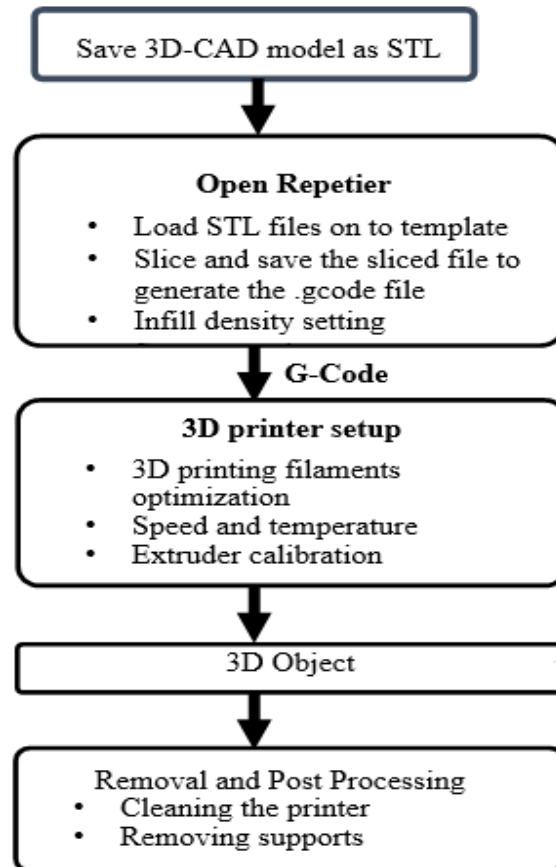 Save 3D-CAD model as STL
Open Repetier
• Load STL files on to template
• Slice and save the sliced file to
generate the .gcode file
• Infill density setting
G-Code
3D printer setup
• 3D printing filaments
optimization
• Speed and temperature
• Extruder calibration
3D Object
Removal and Post Processing
• Cleaning the printer
• Removing supports